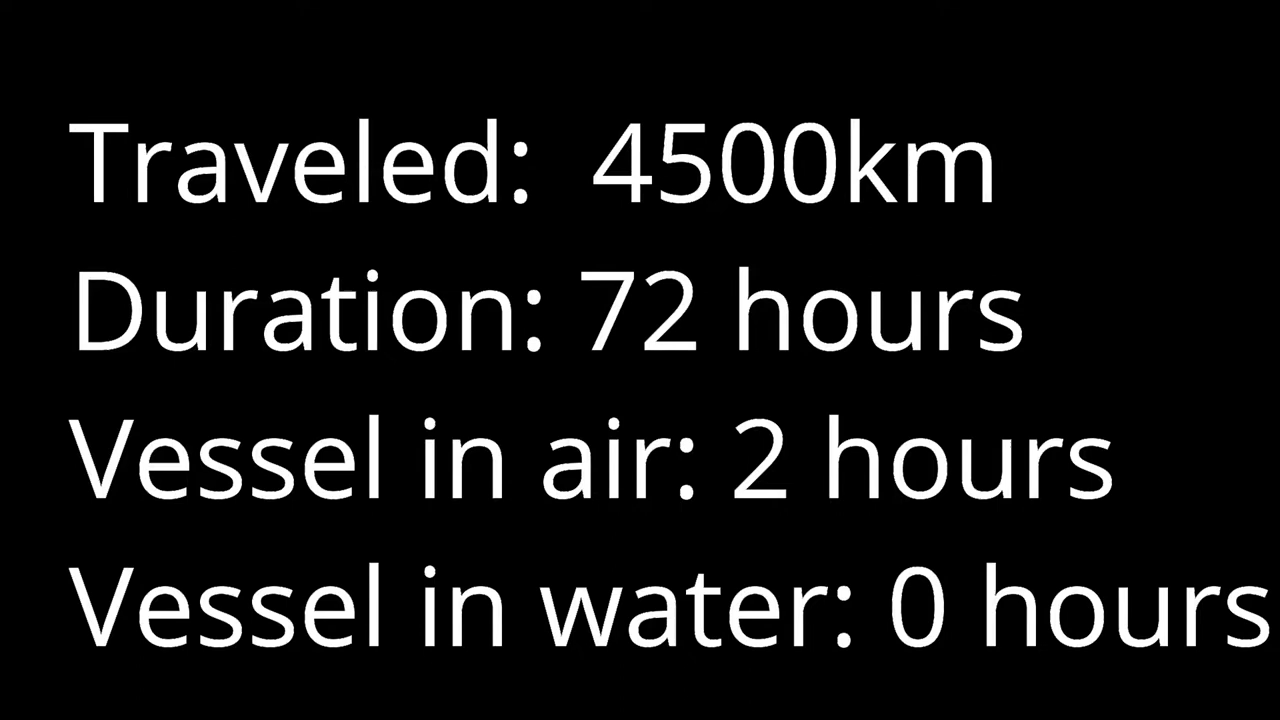 Traveled:  4500km
Duration: 72 hours
Vessel in air: 2 hours
Vessel in water: 0 hours